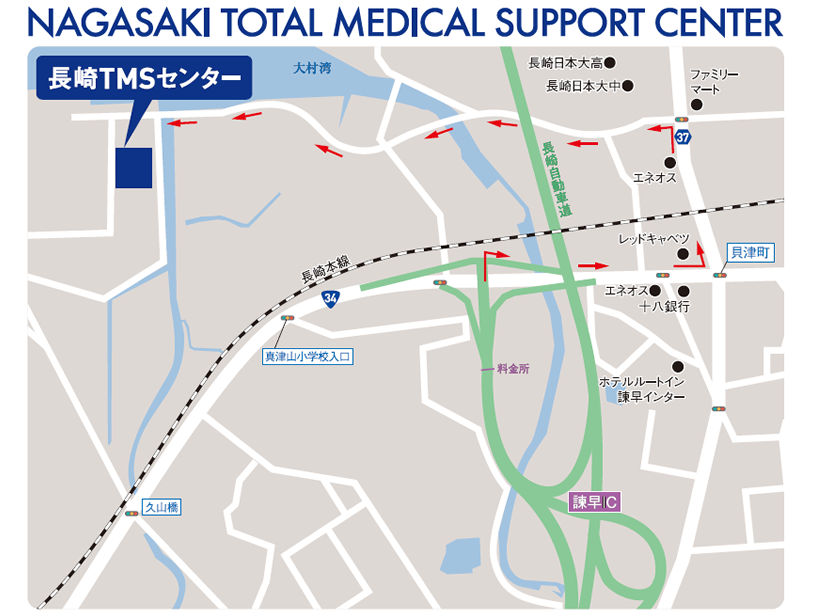 NAGASAKI TOTAL MEDICAL SUPPORT CENTER
長崎TMSセンター
大村湾
長崎日本大高
長崎日本大中
ファミリー
マート
37
エネオス
長崎自動車道
レッドキャベツ
貝津町
長崎本線
34
エネオス
十八銀行
真津山小学校入口
料金所
ホテルルートイン
諫早インター
諫早IC
久山橋